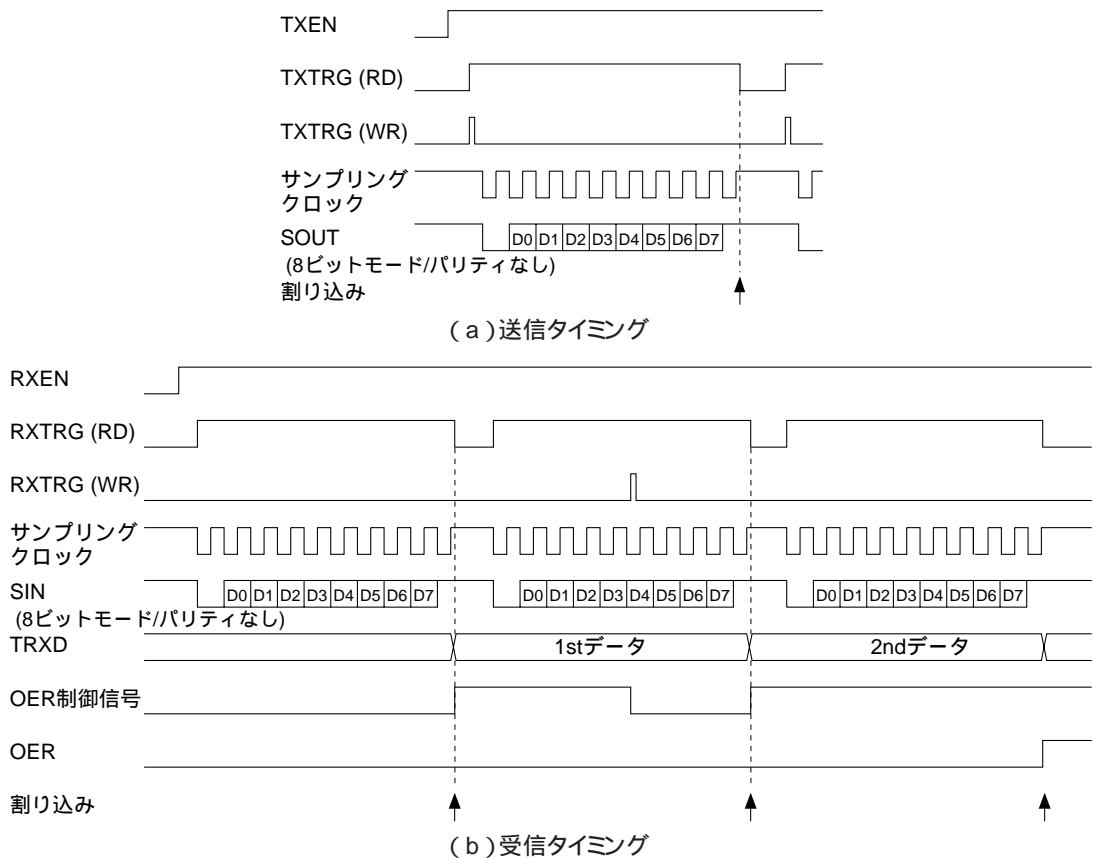 TXEN
TXTRG (RD)
TXTRG (WR)
サンプリング
クロック
SOUT
D0 D1 D2 D3 D4 D5 D6 D7
(8ビットモード/パリティなし)
割り込み
(a)送信タイミング
RXEN
RXTRG (RD)
RXTRG (WR)
サンプリング
クロック
SIN
D0 D1 D2 D3 D4 D5 D6 D7 D0 D1 D2 D3 D4 D5 D6 D7 D0 D1 D2 D3 D4 D5 D6 D7
(8ビットモード/パリティなし)
TRXD 1stデータ 2ndデータ
OER制御信号
OER
割り込み
(b)受信タイミング